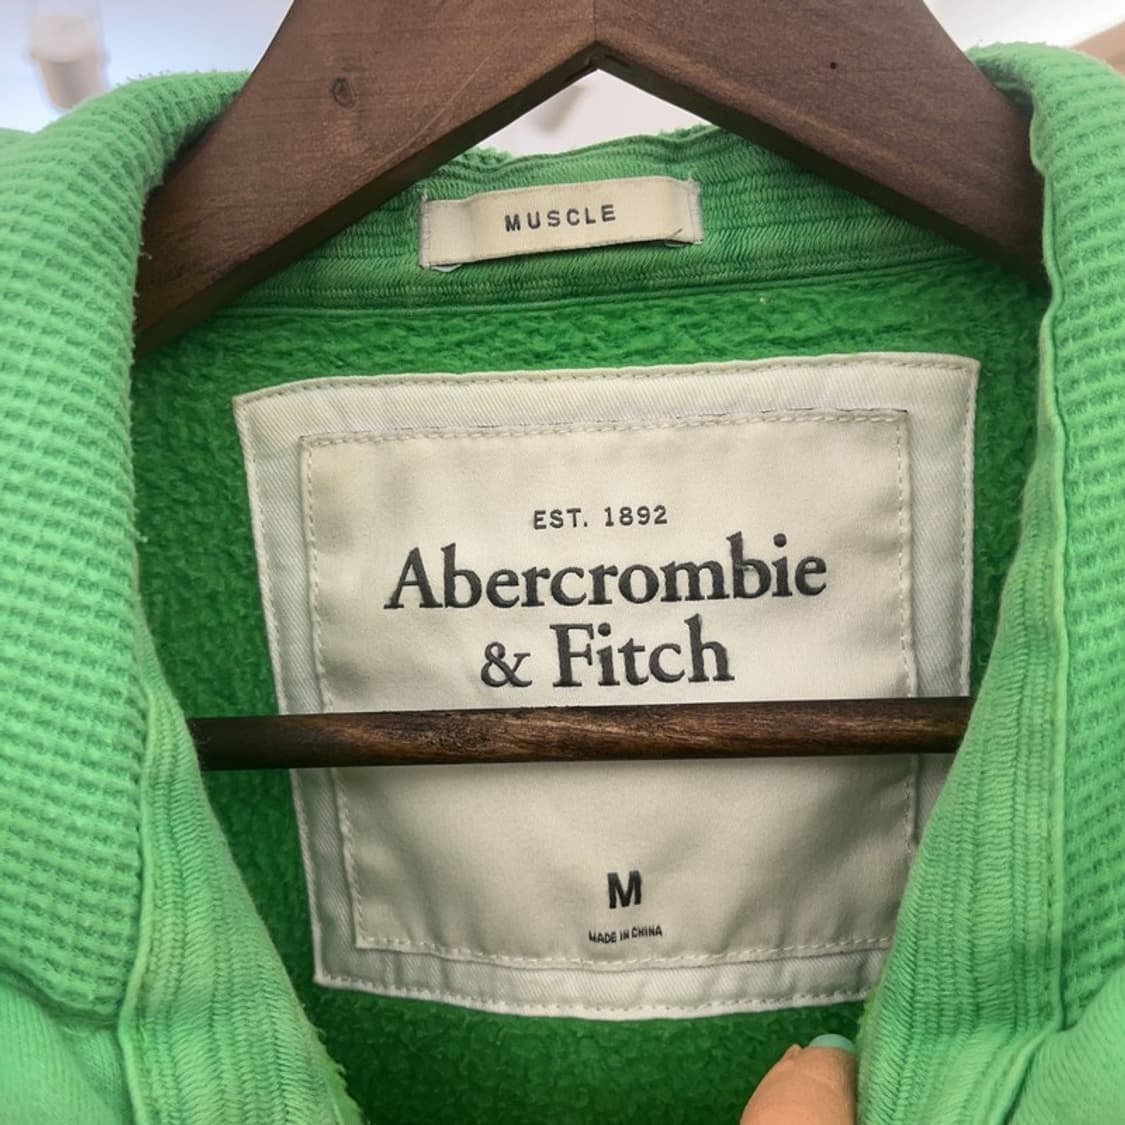 MUSCLE
EST. 1892
Abercrombie
& Fitch
M
MADE IN CHINA